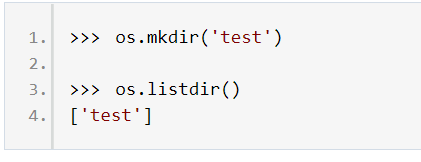 1. >>> os.mkdir('test')
2.
3. >>> os.listdir()
4. ['test']